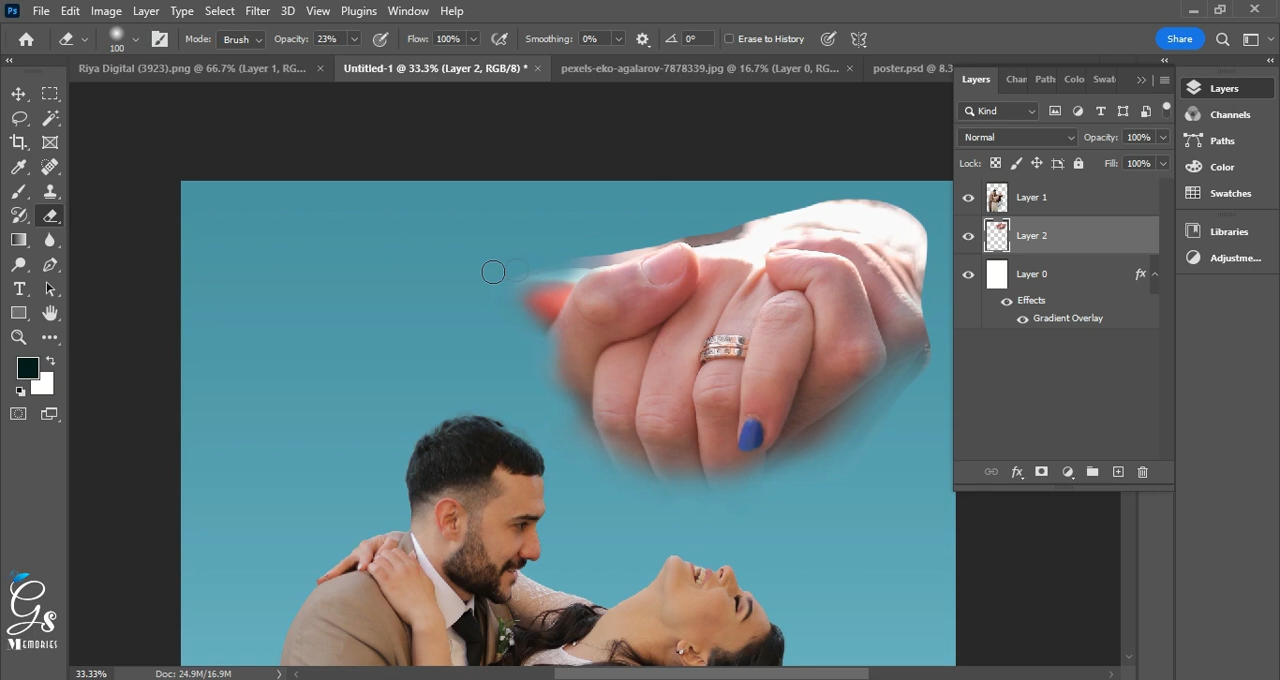 Ps File Edit Image Layer Type Select Filter 3D View Plugins Window Help
100 Mode: Brush Opacity: 23% Flow: 100% Smoothing: 0% 0° Erase to History Share
Riya Digital (3923).png @ 66.7% (Layer 1, RG... × Untitled-1 @ 33.3% (Layer 2, RGB/8) * × pexels-eko-agalarov-7878339.jpg @ 16.7% (Layer 0, RG... × poster.psd @ 8.3
Layers Char Path Colo Swat
Kind
Normal Opacity: 100%
Lock: Fill: 100%
Layer 1
Layer 2
Layer 0 fx
Effects
Gradient Overlay
fx
Layers
Channels
Paths
Color
Swatches
Libraries
Adjustme...
Gs
MEMORIES
33.33% Doc: 24.9M/16.9M